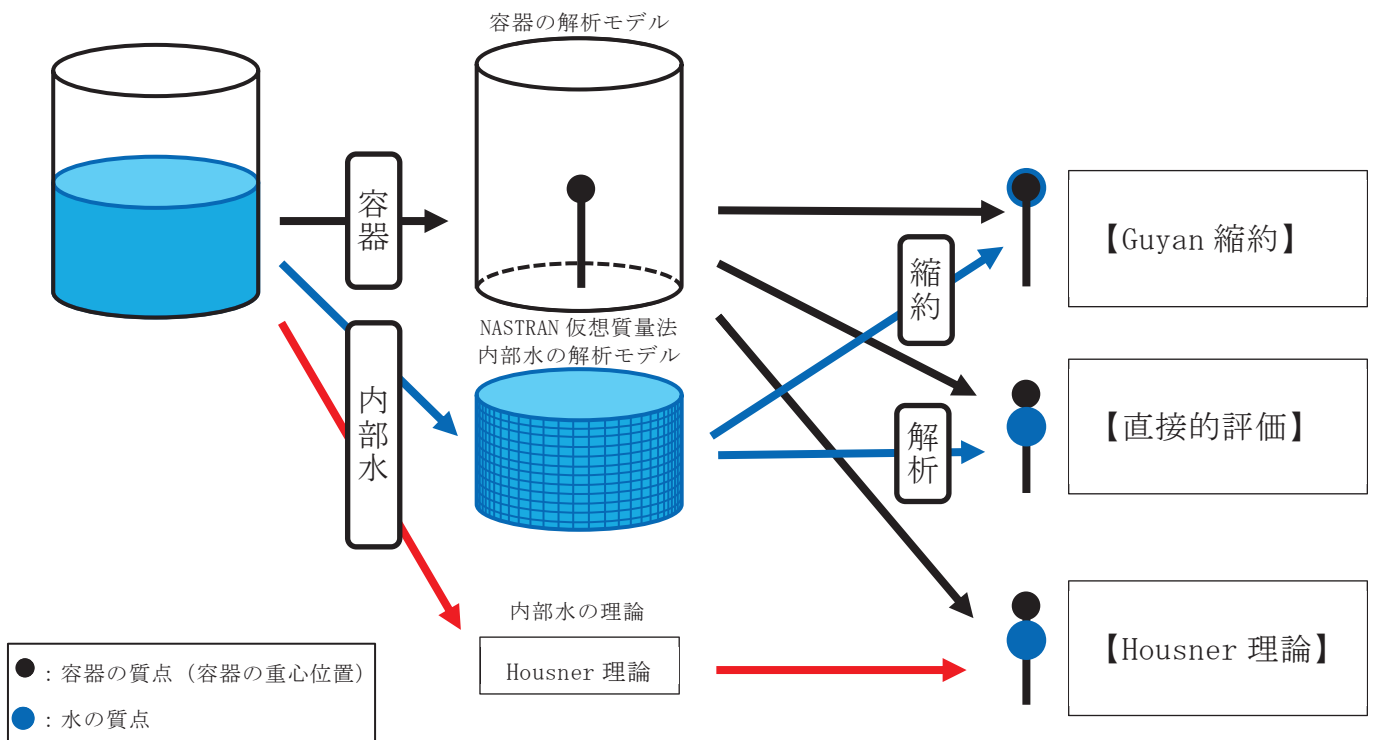 容器の解析モデル
容器
NASTRAN 仮想質量法
内部水の解析モデル
内部水
縮約
解析
【Guyan 縮約】
【直接的評価】
【Housner 理論】
内部水の理論
Housner 理論
：容器の質点（容器の重心位置）
：水の質点